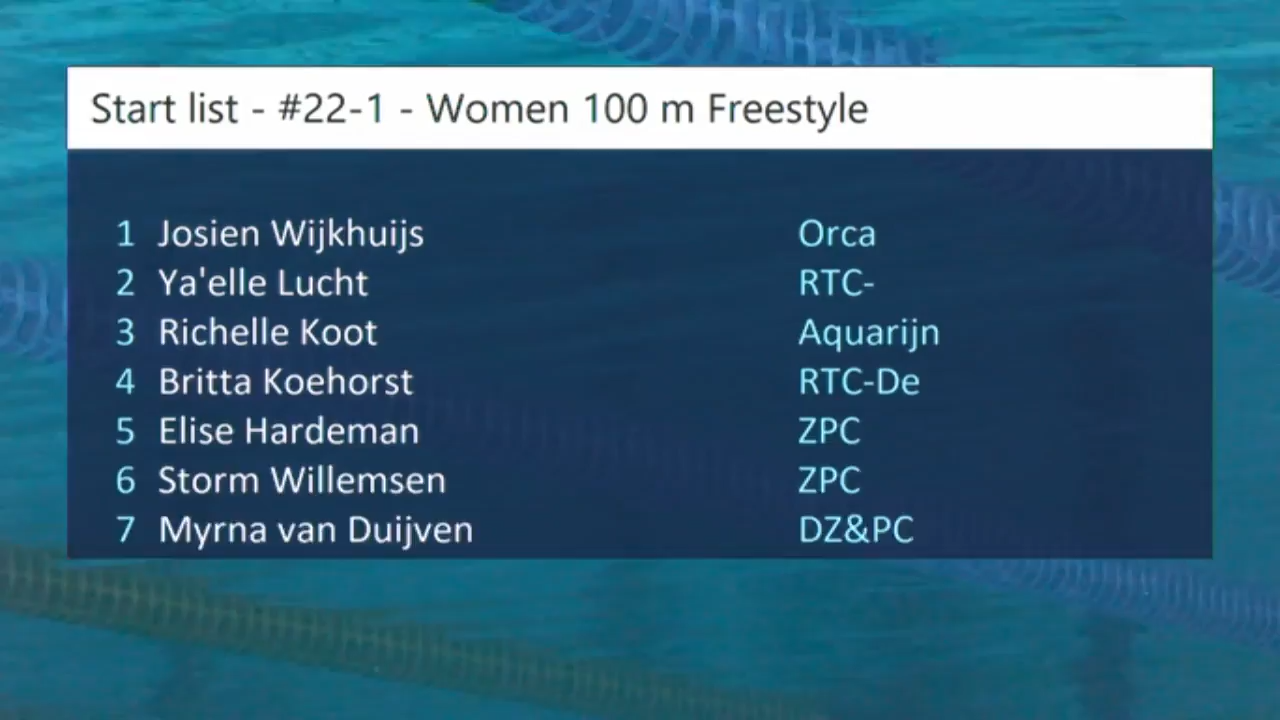 Start list - #22-1 - Women 100 m Freestyle
1 Josien Wijkhuijs Orca
2 Ya'elle Lucht RTC-
3 Richelle Koot Aquarijn
4 Britta Koehorst RTC-De
5 Elise Hardeman ZPC
6 Storm Willemsen ZPC
7 Myrna van Duijven DZ&PC